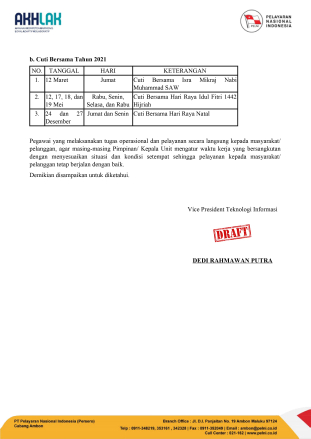 AKHLAK
PELAYARAN
NASIONAL
INDONESIA
b. Cuti Bersama Tahun 2021
NO. TANGGAL HARI KETERANGAN
1. 12 Maret Jumat Cuti Bersama Isra Mikraj Nabi
Muhammad SAW
2. 12, 17, 18, dan Rabu, Senin, Cuti Bersama Hari Raya Idul Fitri 1442
19 Mei Selasa, dan Rabu Hijriah
3. 24 dan 27 Jumat dan Senin Cuti Bersama Hari Raya Natal
Desember
Pegawai yang melaksanakan tugas operasional dan pelayanan secara langsung kepada masyarakat/
pelanggan, agar masing-masing Pimpinan/ Kepala Unit mengatur waktu kerja yang bersangkutan
dengan menyesuaikan situasi dan kondisi setempat sehingga pelayanan kepada masyarakat/
pelanggan tetap berjalan dengan baik.
Demikian disampaikan untuk diketahui.
Vice President Teknologi Informasi
DRAFT
DEDI RAHMAWAN PUTRA
PT Pelayaran Nasional Indonesia (Persero)
Cabang Ambon
Branch Office : Jl. D.I. Panjaitan No. 19 Ambon Maluku 97124
Telp : 0911-348219, 353161 , 342328 | Fax : 0911-353049 | Email : ambon@pelni.co.id
Call Center : 021-162 | www.pelni.co.id